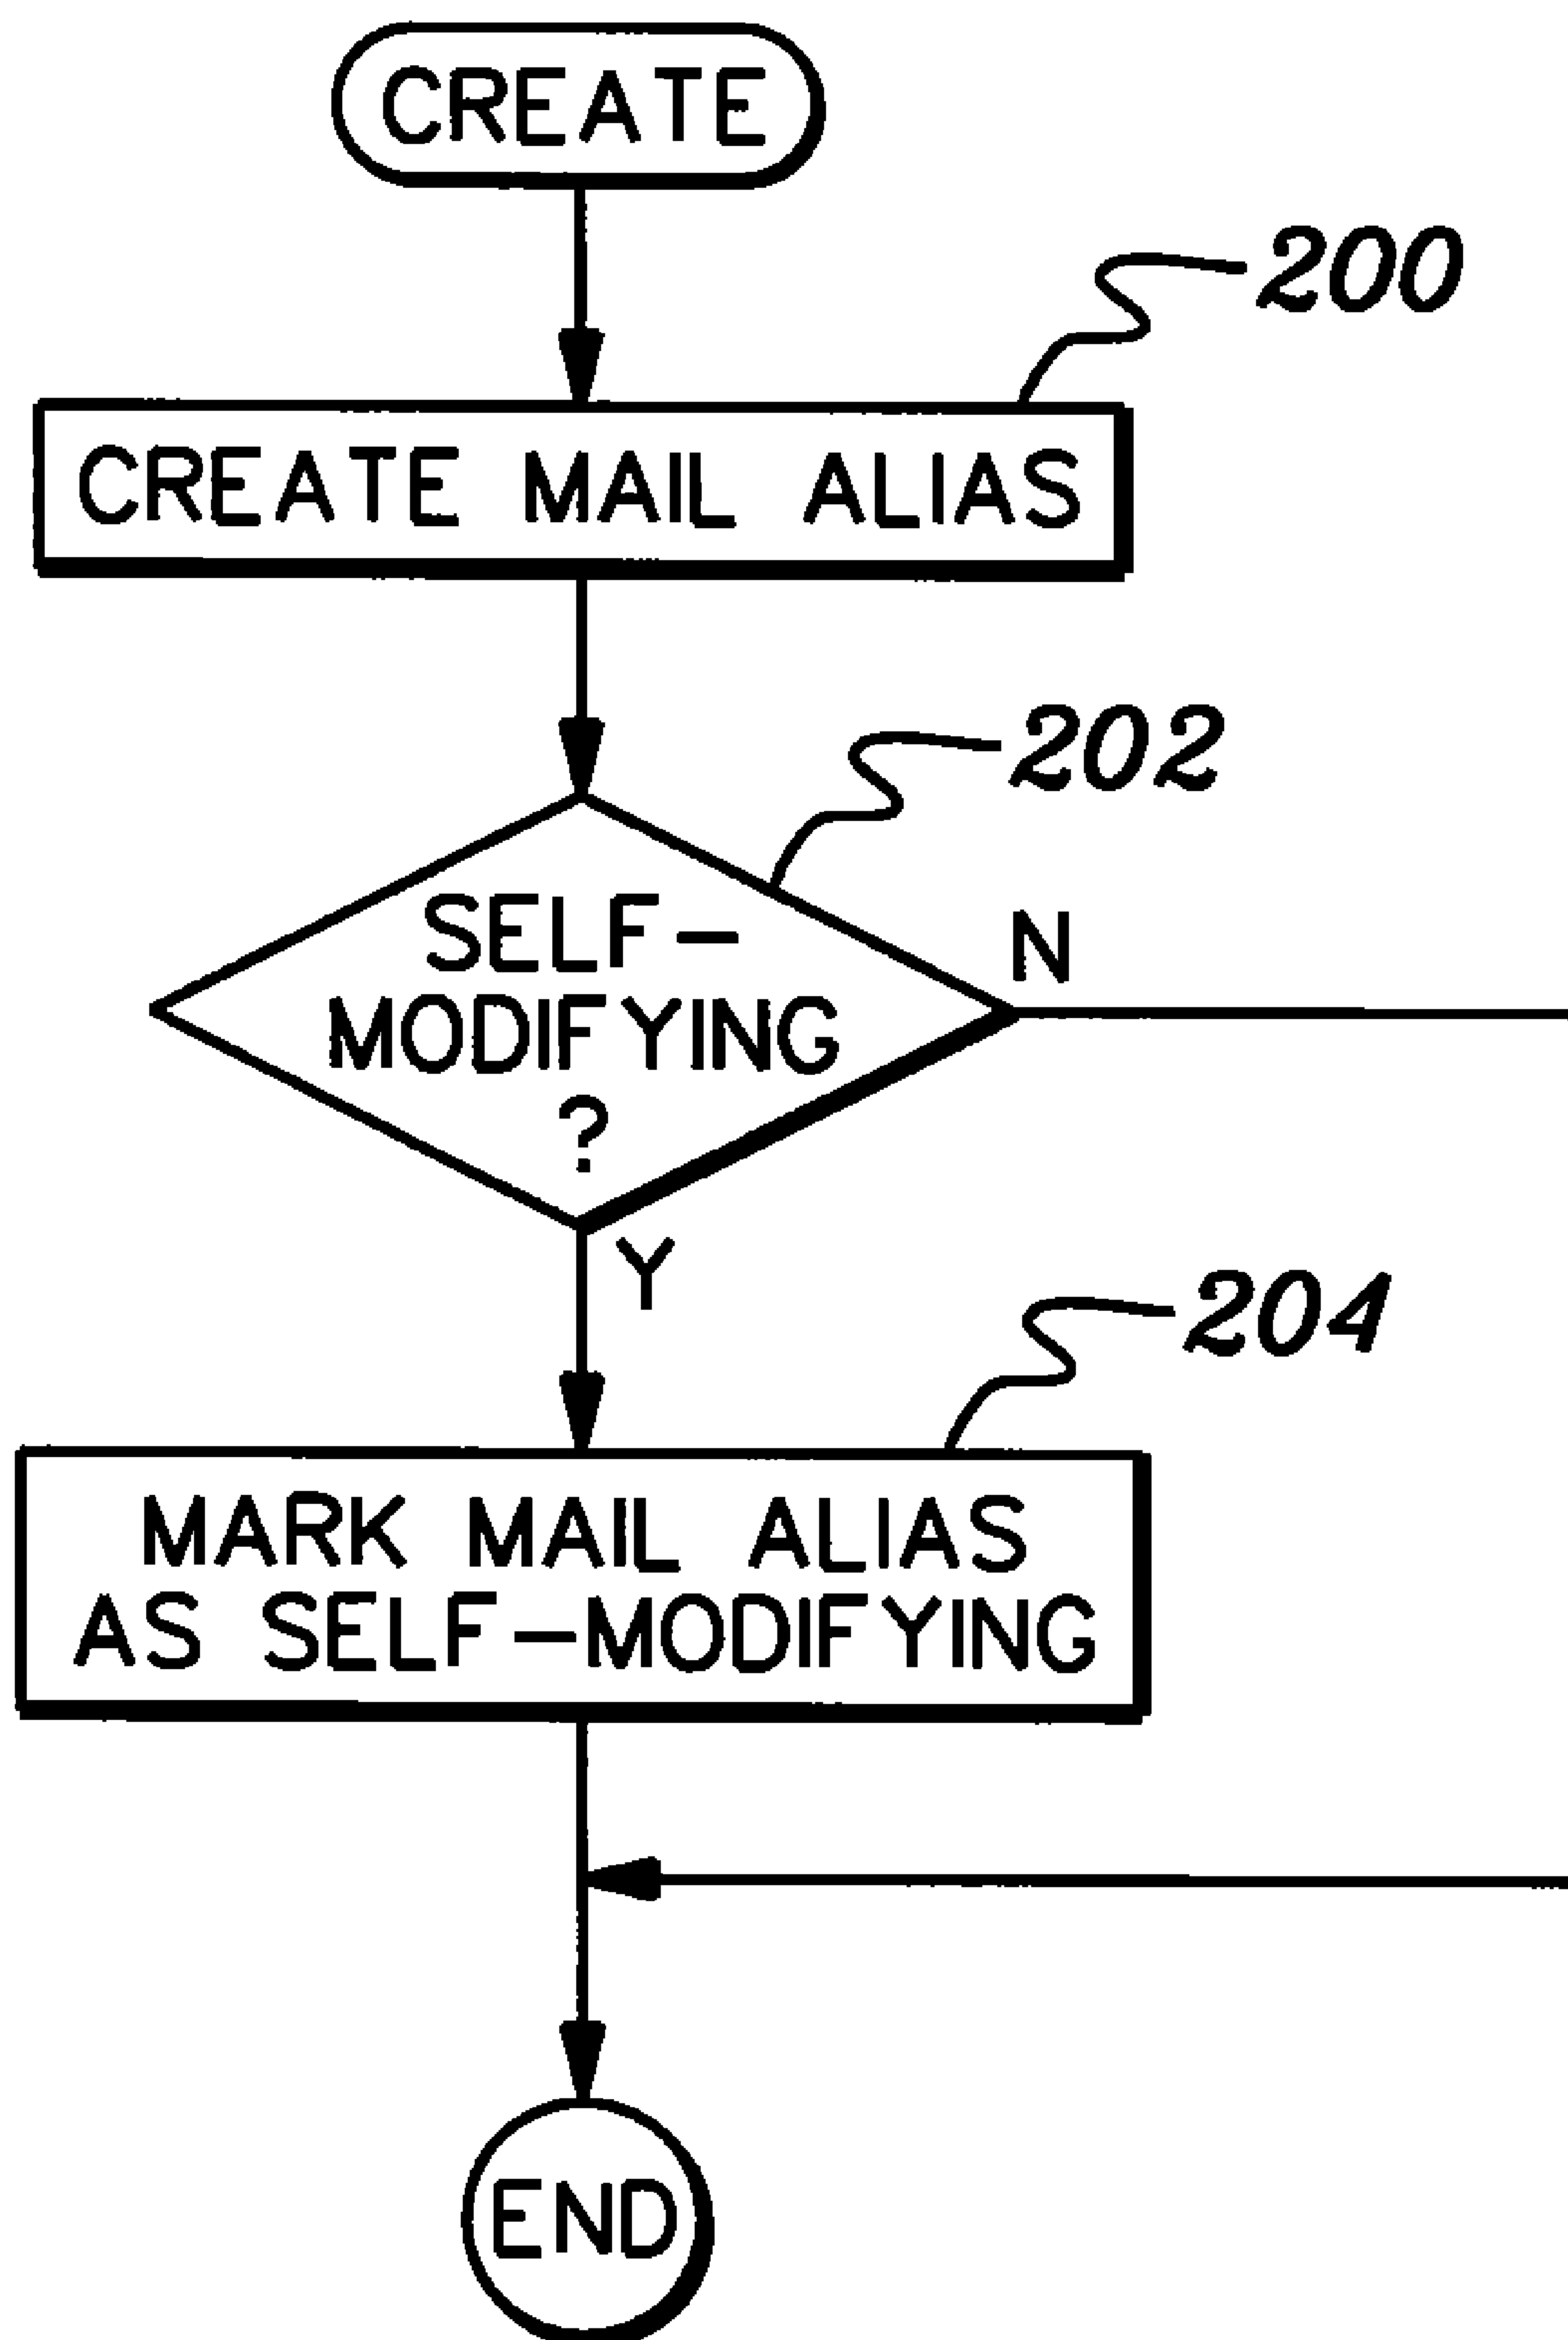 CREATE
200
CREATE MAIL ALIAS
202
SELF-
MODIFYING
?
N
Y
204
MARK MAIL ALIAS
AS SELF-MODIFYING
END